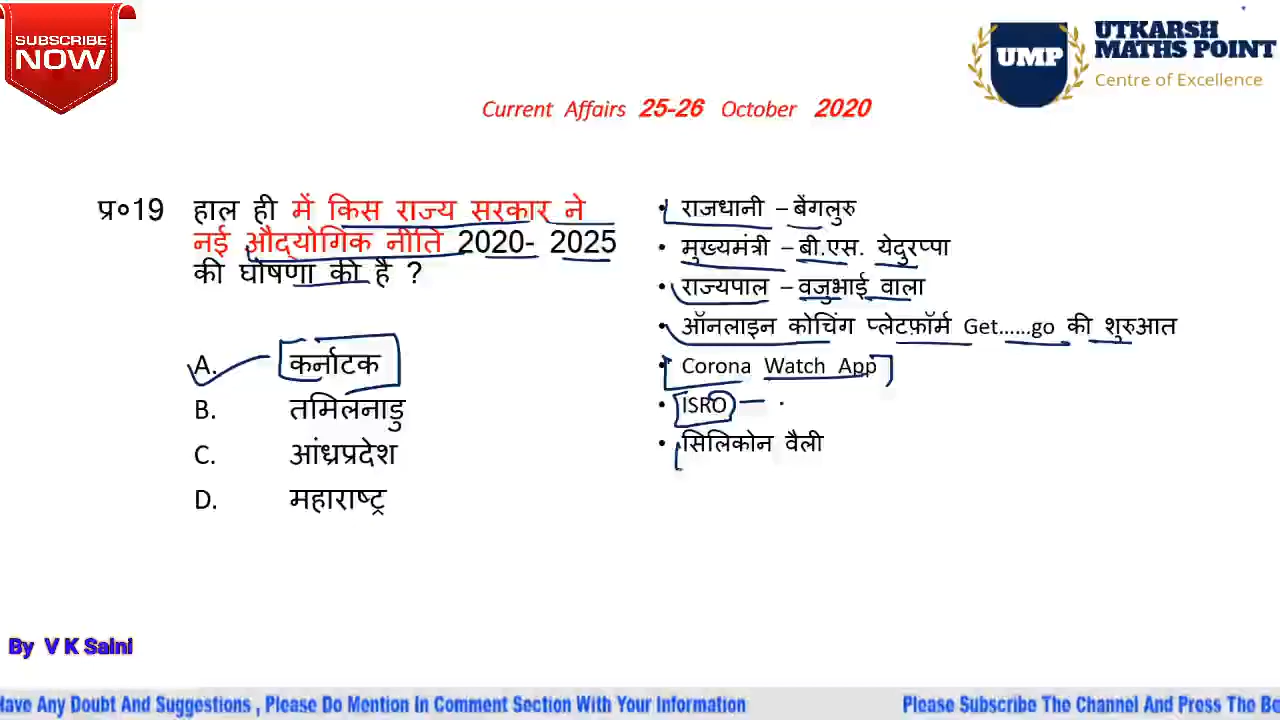 SUBSCRIBE
NOW
UTKARSH
MATHS POINT
UMP
Centre of Excellence
Current Affairs 25-26 October 2020
प्र०19 हाल ही में किस राज्य सरकार ने
नई औद्योगिक नीति 2020- 2025
की घोषणा की है ?
A. कर्नाटक
B. तमिलनाडु
C. आंध्रप्रदेश
D. महाराष्ट्र
• राजधानी – बेंगलुरु
• मुख्यमंत्री – बी.एस. येदुरप्पा
• राज्यपाल – वजुभाई वाला
• ऑनलाइन कोचिंग प्लेटफ़ॉर्म Get......go की शुरुआत
• Corona Watch App
• ISRO
• सिलिकोन वैली
By V K Saini
Have Any Doubt And Suggestions , Please Do Mention In Comment Section With Your Information Please Subscribe The Channel And Press The Be